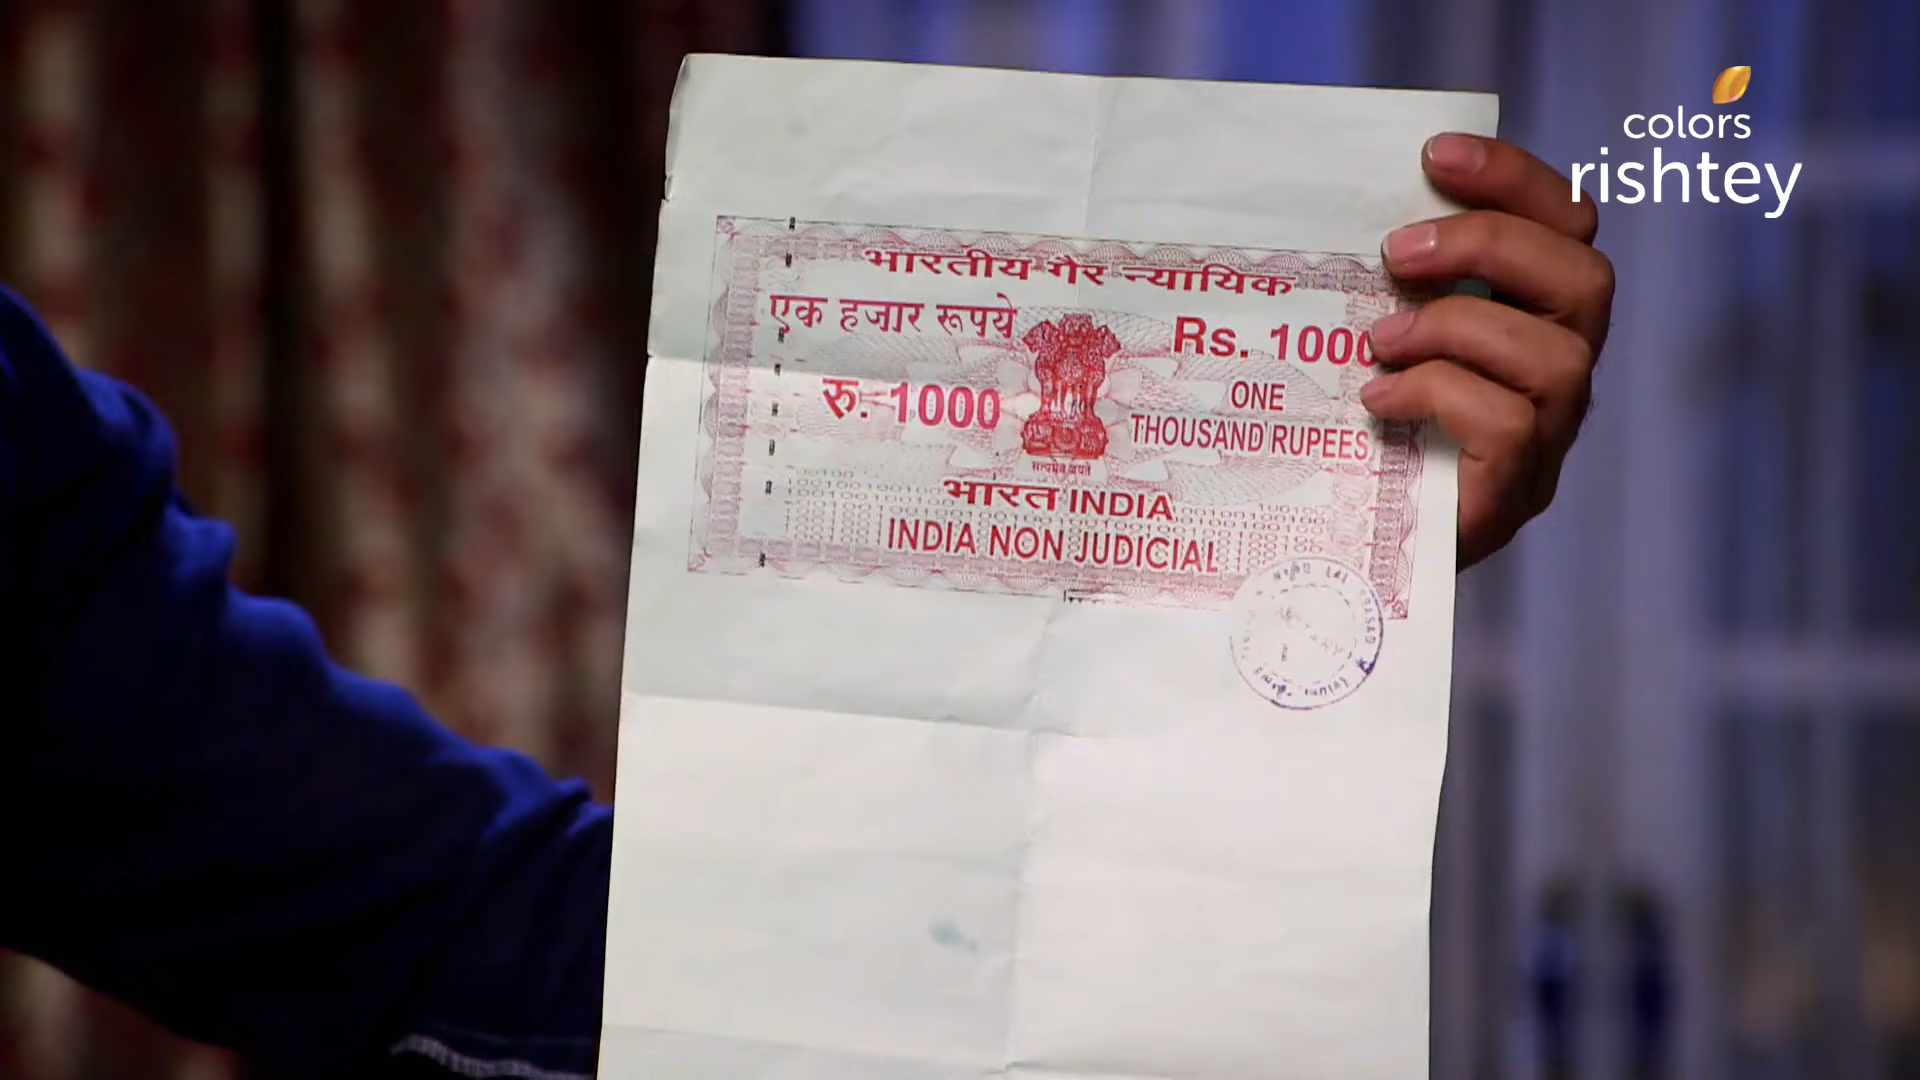 colors
rishtey
भारतीय गैर न्यायिक
एक हजार रूपये
Rs. 1000
रु. 1000
ONE
THOUSAND RUPEES
सत्यमेव जयते
भारत INDIA
INDIA NON JUDICIAL
LAL